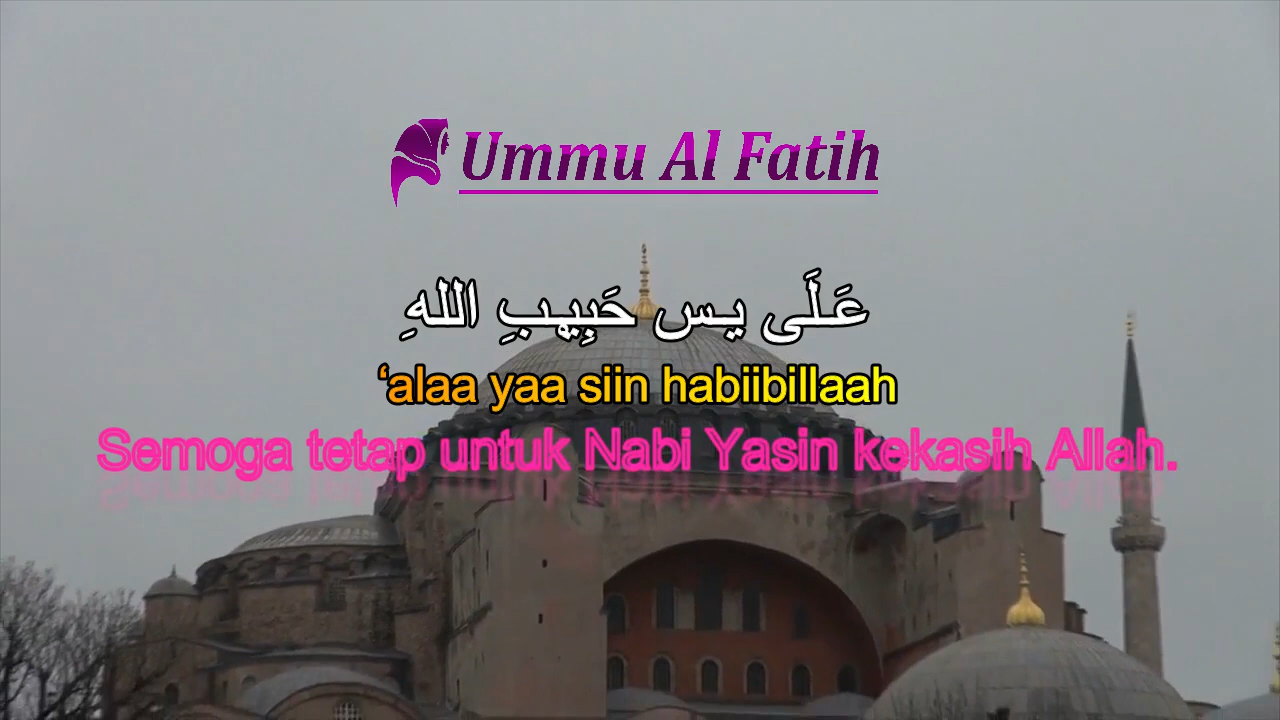 Ummu Al Fatih
عَلَى يس حَبِيبِ اللهِ
‘alaa yaa siin habiibillaah
Semoga tetap untuk Nabi Yasin kekasih Allah.